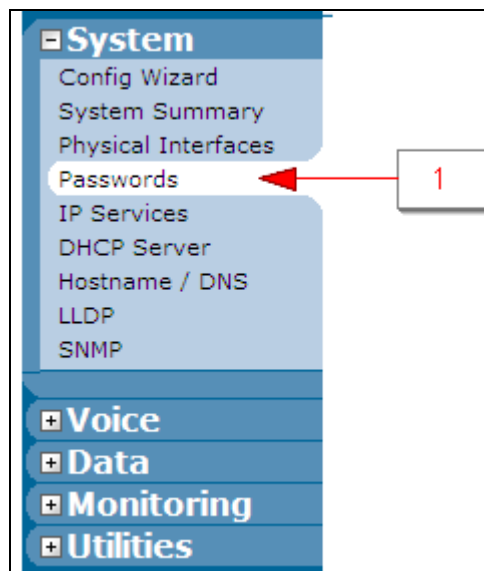 System
Config Wizard
System Summary
Physical Interfaces
Passwords
1
IP Services
DHCP Server
Hostname / DNS
LLDP
SNMP
Voice
Data
Monitoring
Utilities